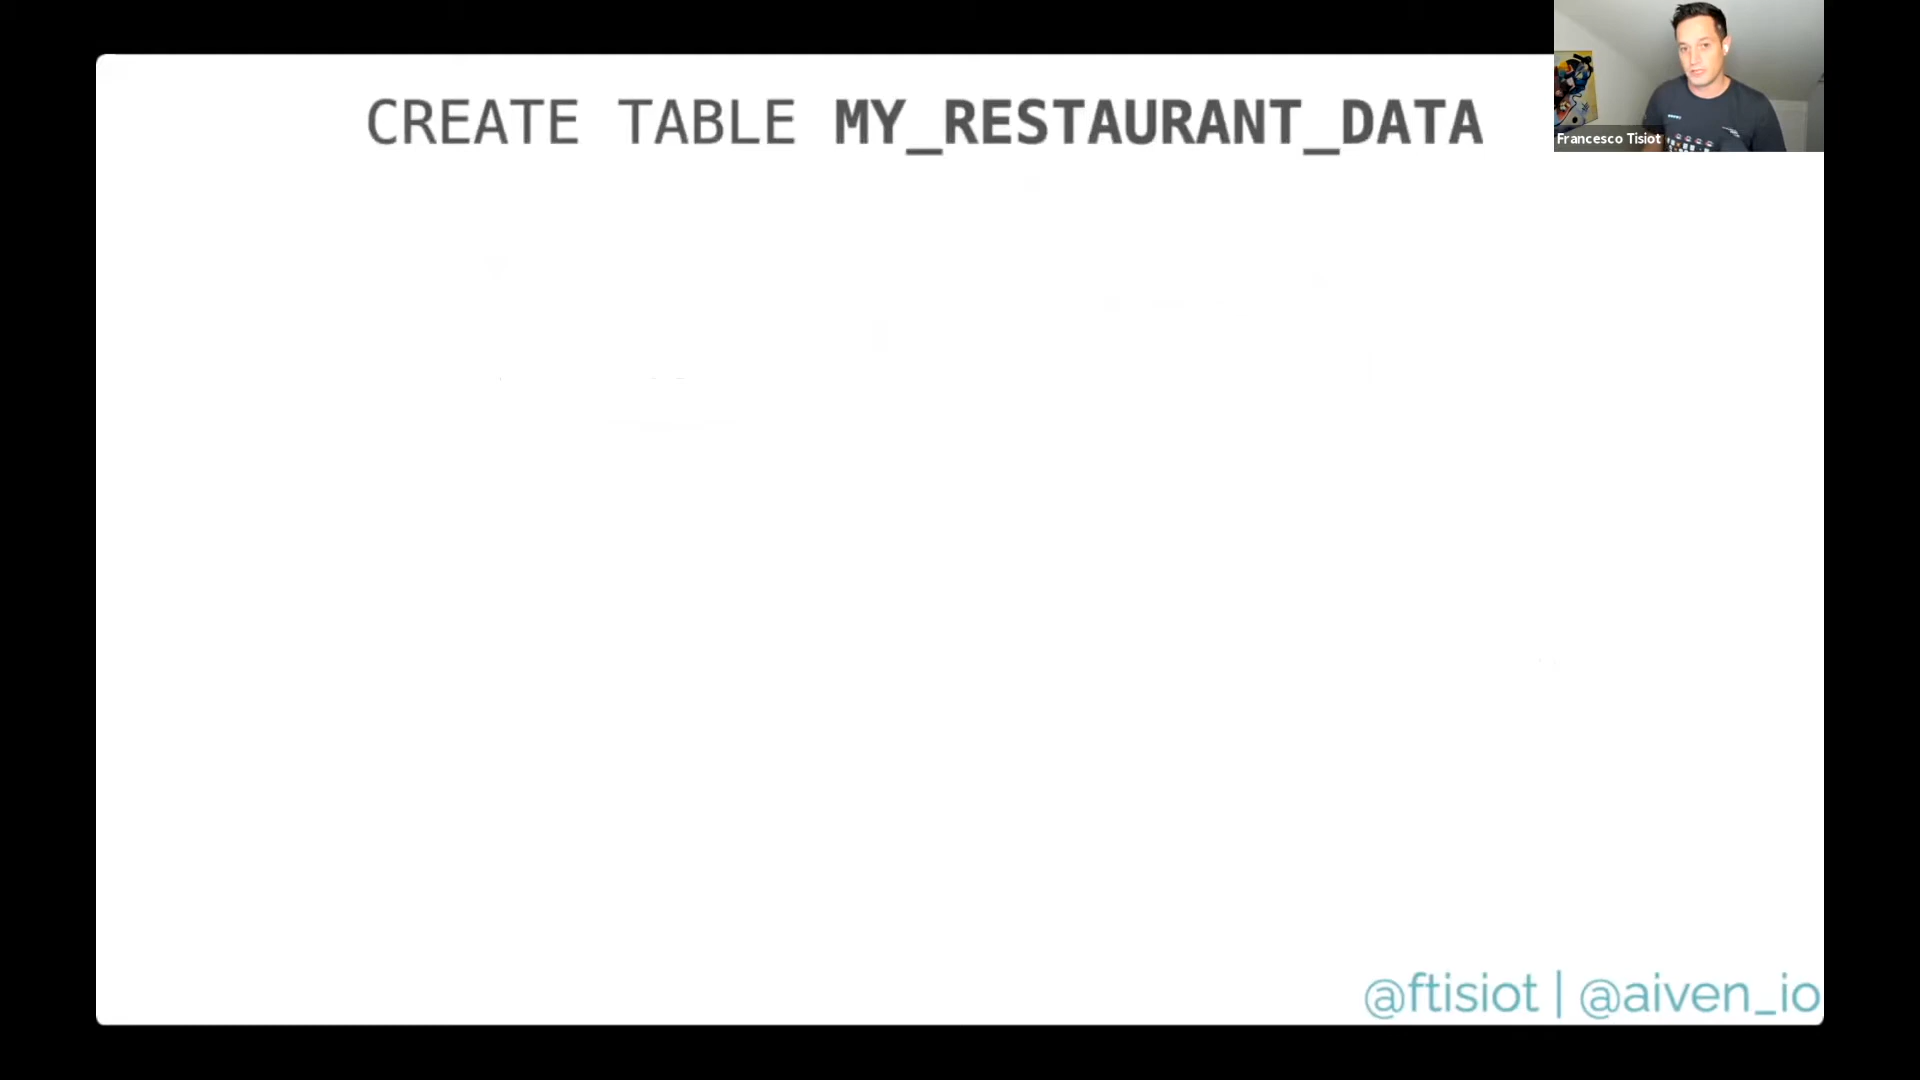 CREATE TABLE MY_RESTAURANT_DATA
Francesco Tisiot
@ftisiot | @aiven_io